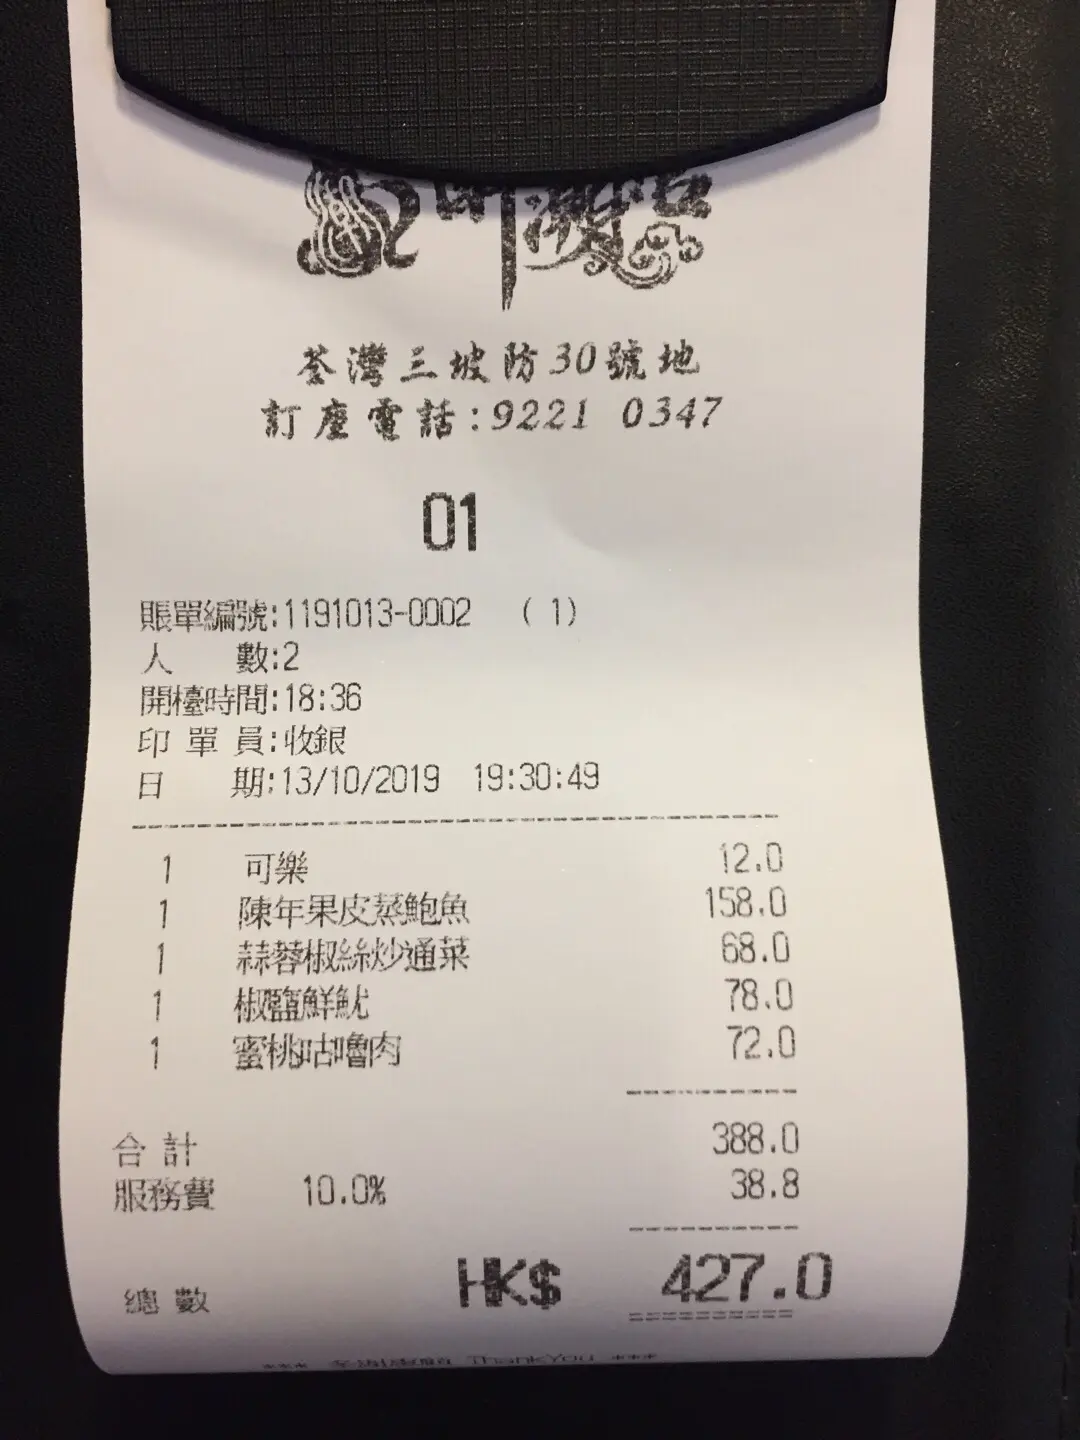 荃灣三坡防30號地
訂座電話:9221 0347
01
賬單編號:1191013-0002 (1)
人 數:2
開檯時間:18:36
印單員:收銀
日 期:13/10/2019 19:30:49
1 可樂 12.0
1 陳年果皮蒸鮑魚 158.0
1 蒜蓉椒絲炒通菜 68.0
1 椒鹽鮮魷 78.0
1 蜜桃咕嚕肉 72.0
合計 388.0
服務費 10.0% 38.8
總數 HK$ 427.0
*** ThankYou ***